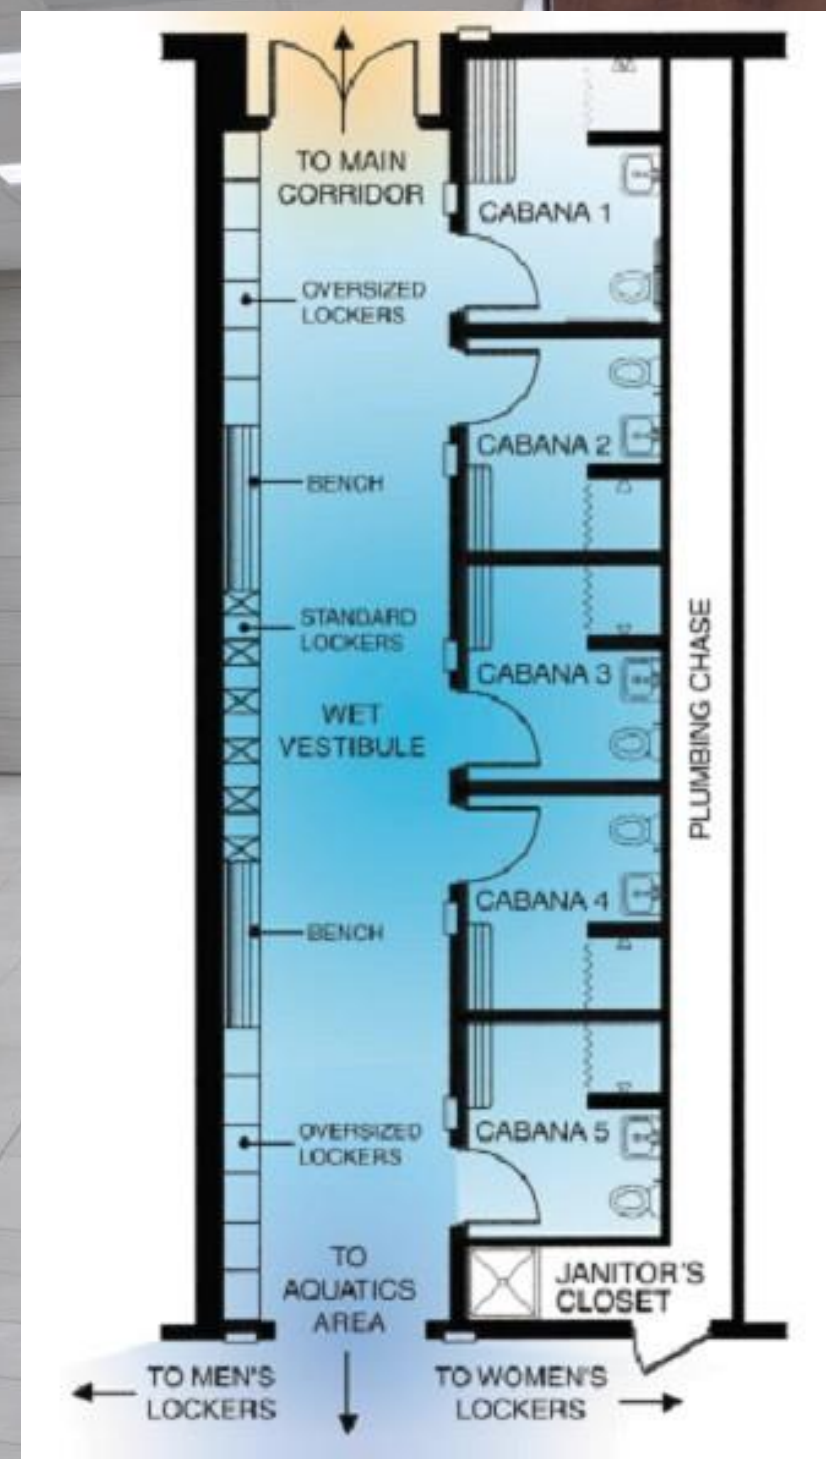 TO MAIN
CORRIDOR
CABANA 1
OVERSIZED
LOCKERS
CABANA 2
BENCH
STANDARD
LOCKERS
CABANA 3
WET
VESTIBULE
PLUMBING CHASE
CABANA 4
BENCH
CABANA 5
OVERSIZED
LOCKERS
TO
AQUATICS
AREA
JANITOR'S
CLOSET
TO MEN'S
LOCKERS
TO WOMEN'S
LOCKERS